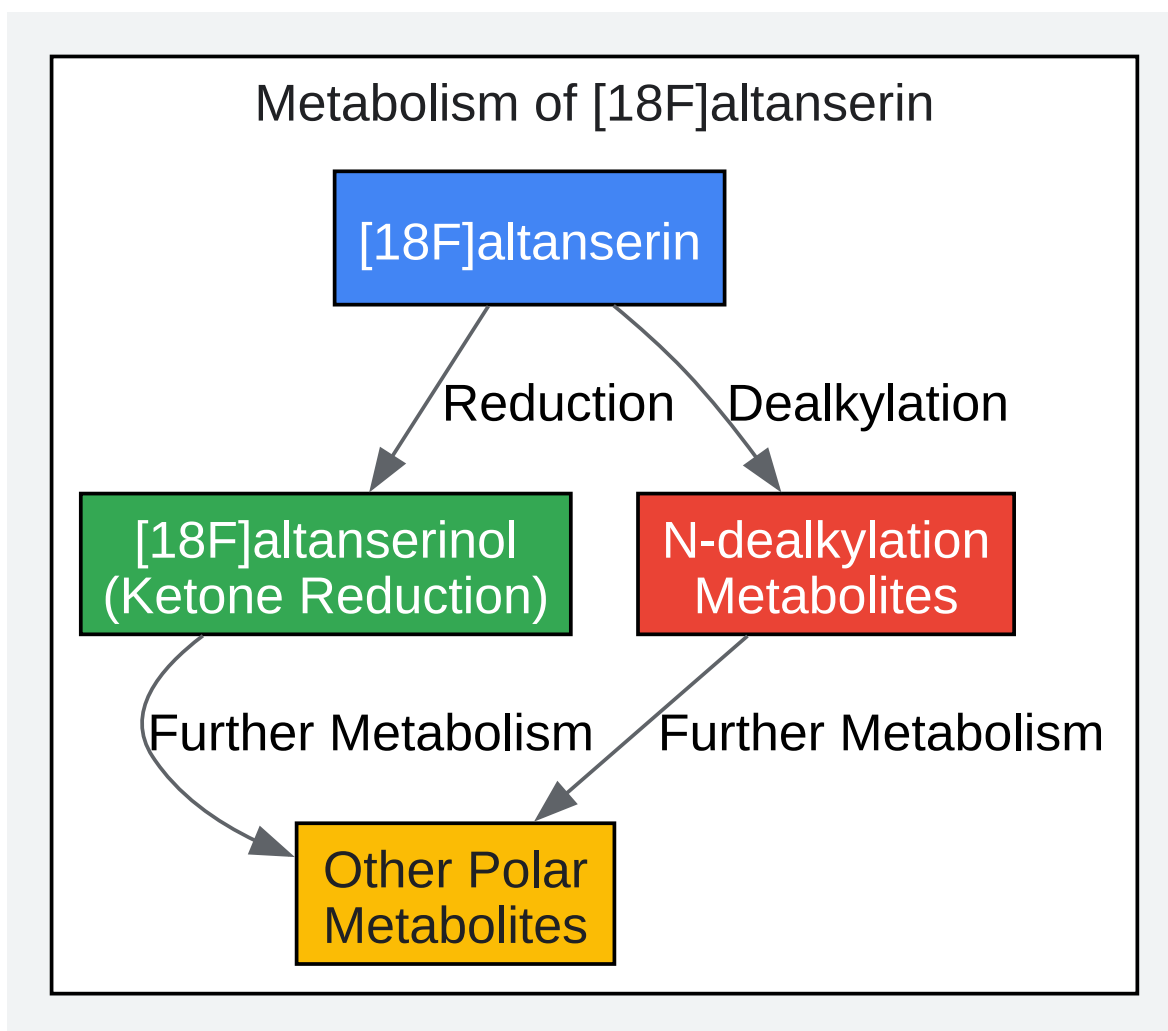 Metabolism of [18F]altanserin
[18F]altanserin
Reduction
Dealkylation
[18F]altanserinol
(Ketone Reduction)
N-dealkylation
Metabolites
Further Metabolism
Further Metabolism
Other Polar
Metabolites